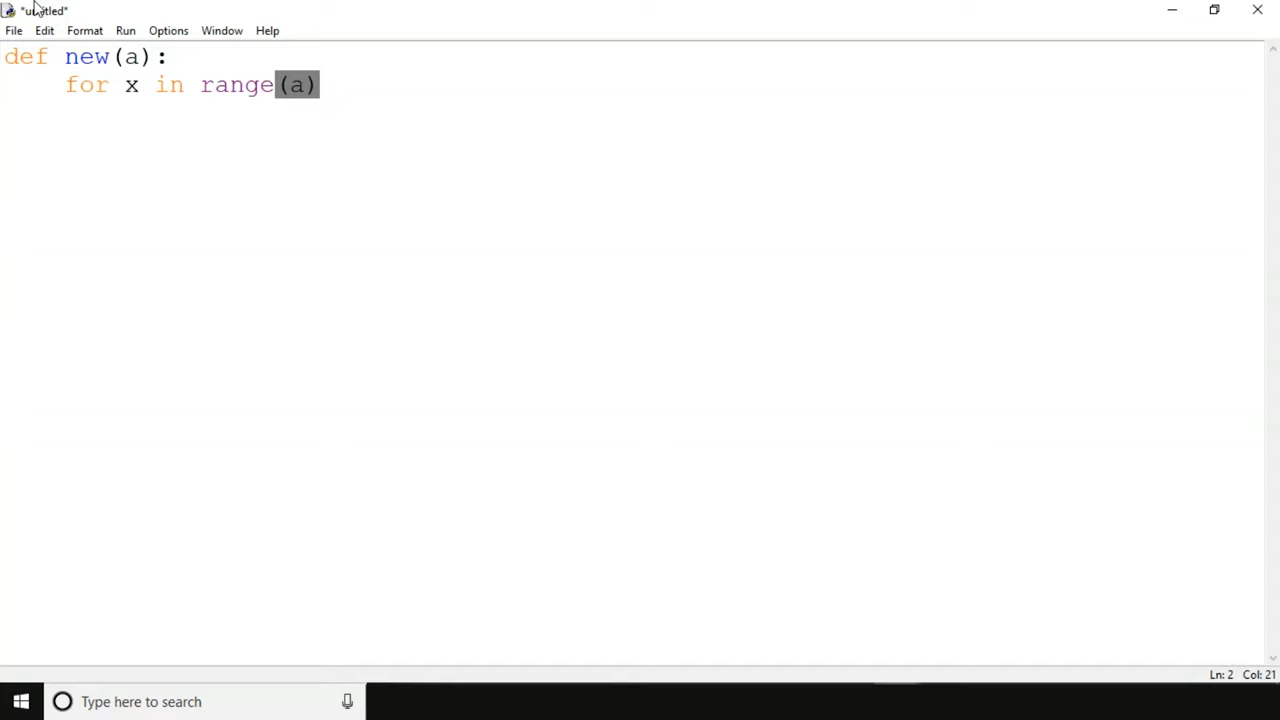 *untitled*
File Edit Format Run Options Window Help
def new(a):
    for x in range(a)
Ln: 2 Col: 21
Type here to search